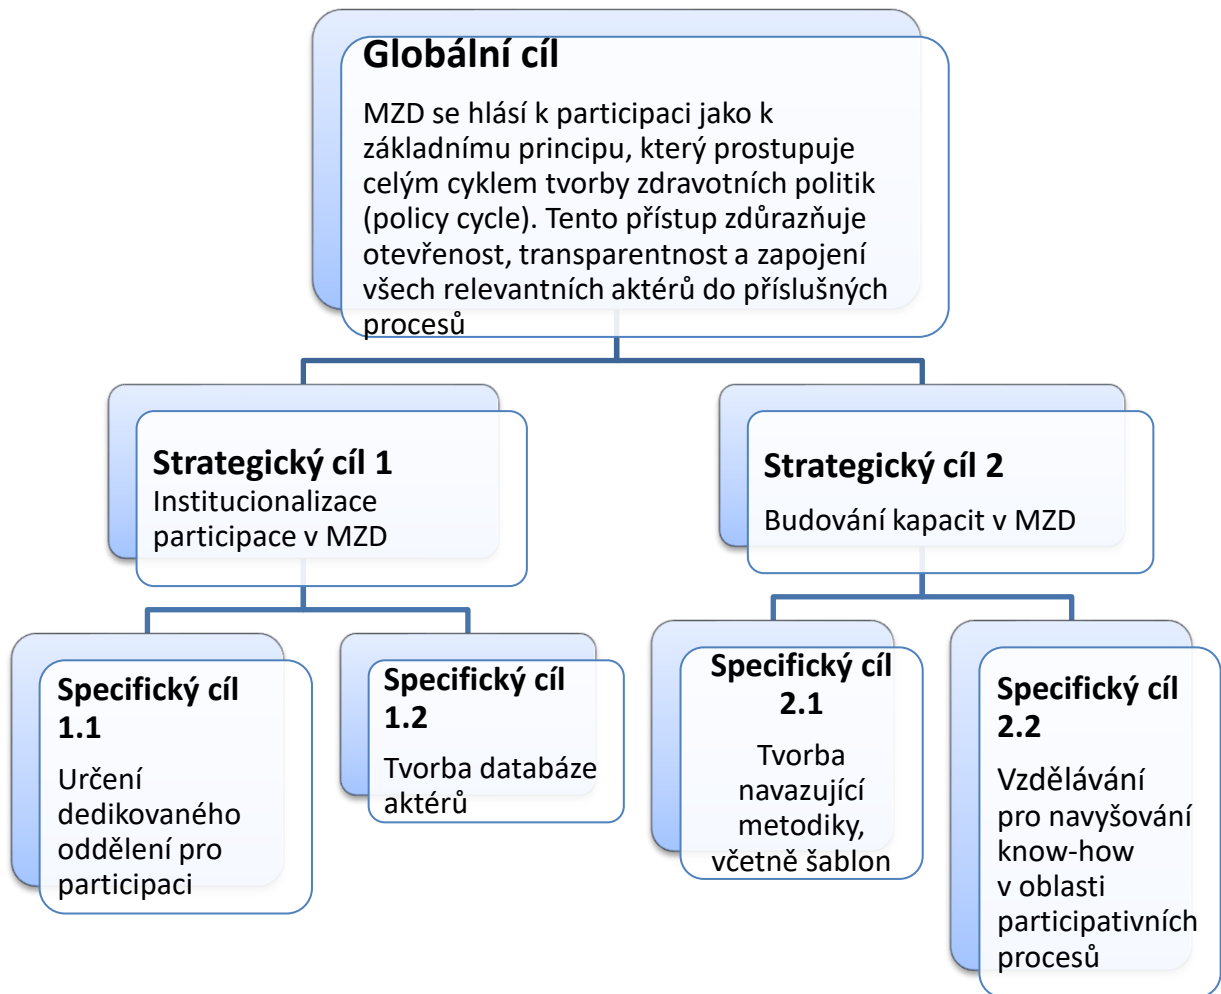 Globální cíl
MZD se hlásí k participaci jako k
základnímu principu, který prostupuje
celým cyklem tvorby zdravotních politik
(policy cycle). Tento přístup zdůrazňuje
otevřenost, transparentnost a zapojení
všech relevantních aktérů do příslušných
procesů
Strategický cíl 1
Institucionalizace
participace v MZD
Strategický cíl 2
Budování kapacit v MZD
Specifický cíl
1.1
Určení
dedikovaného
oddělení pro
participaci
Specifický cíl
1.2
Tvorba databáze
aktérů
Specifický cíl
2.1
Tvorba
navazující
metodiky,
včetně šablon
Specifický cíl
2.2
Vzdělávání
pro navyšování
know-how
v oblasti
participativních
procesů